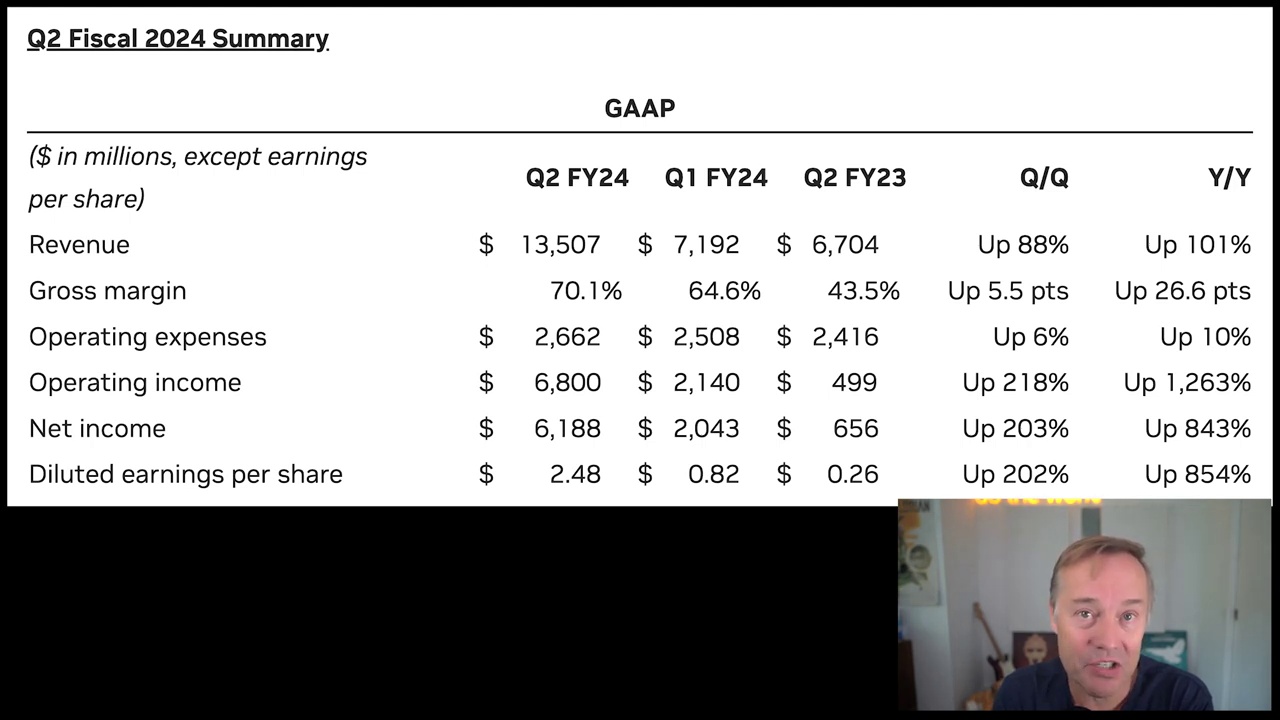 Q2 Fiscal 2024 Summary
GAAP
($ in millions, except earnings per share) Q2 FY24 Q1 FY24 Q2 FY23 Q/Q Y/Y
Revenue $ 13,507 $ 7,192 $ 6,704 Up 88% Up 101%
Gross margin 70.1% 64.6% 43.5% Up 5.5 pts Up 26.6 pts
Operating expenses $ 2,662 $ 2,508 $ 2,416 Up 6% Up 10%
Operating income $ 6,800 $ 2,140 $ 499 Up 218% Up 1,263%
Net income $ 6,188 $ 2,043 $ 656 Up 203% Up 843%
Diluted earnings per share $ 2.48 $ 0.82 $ 0.26 Up 202% Up 854%